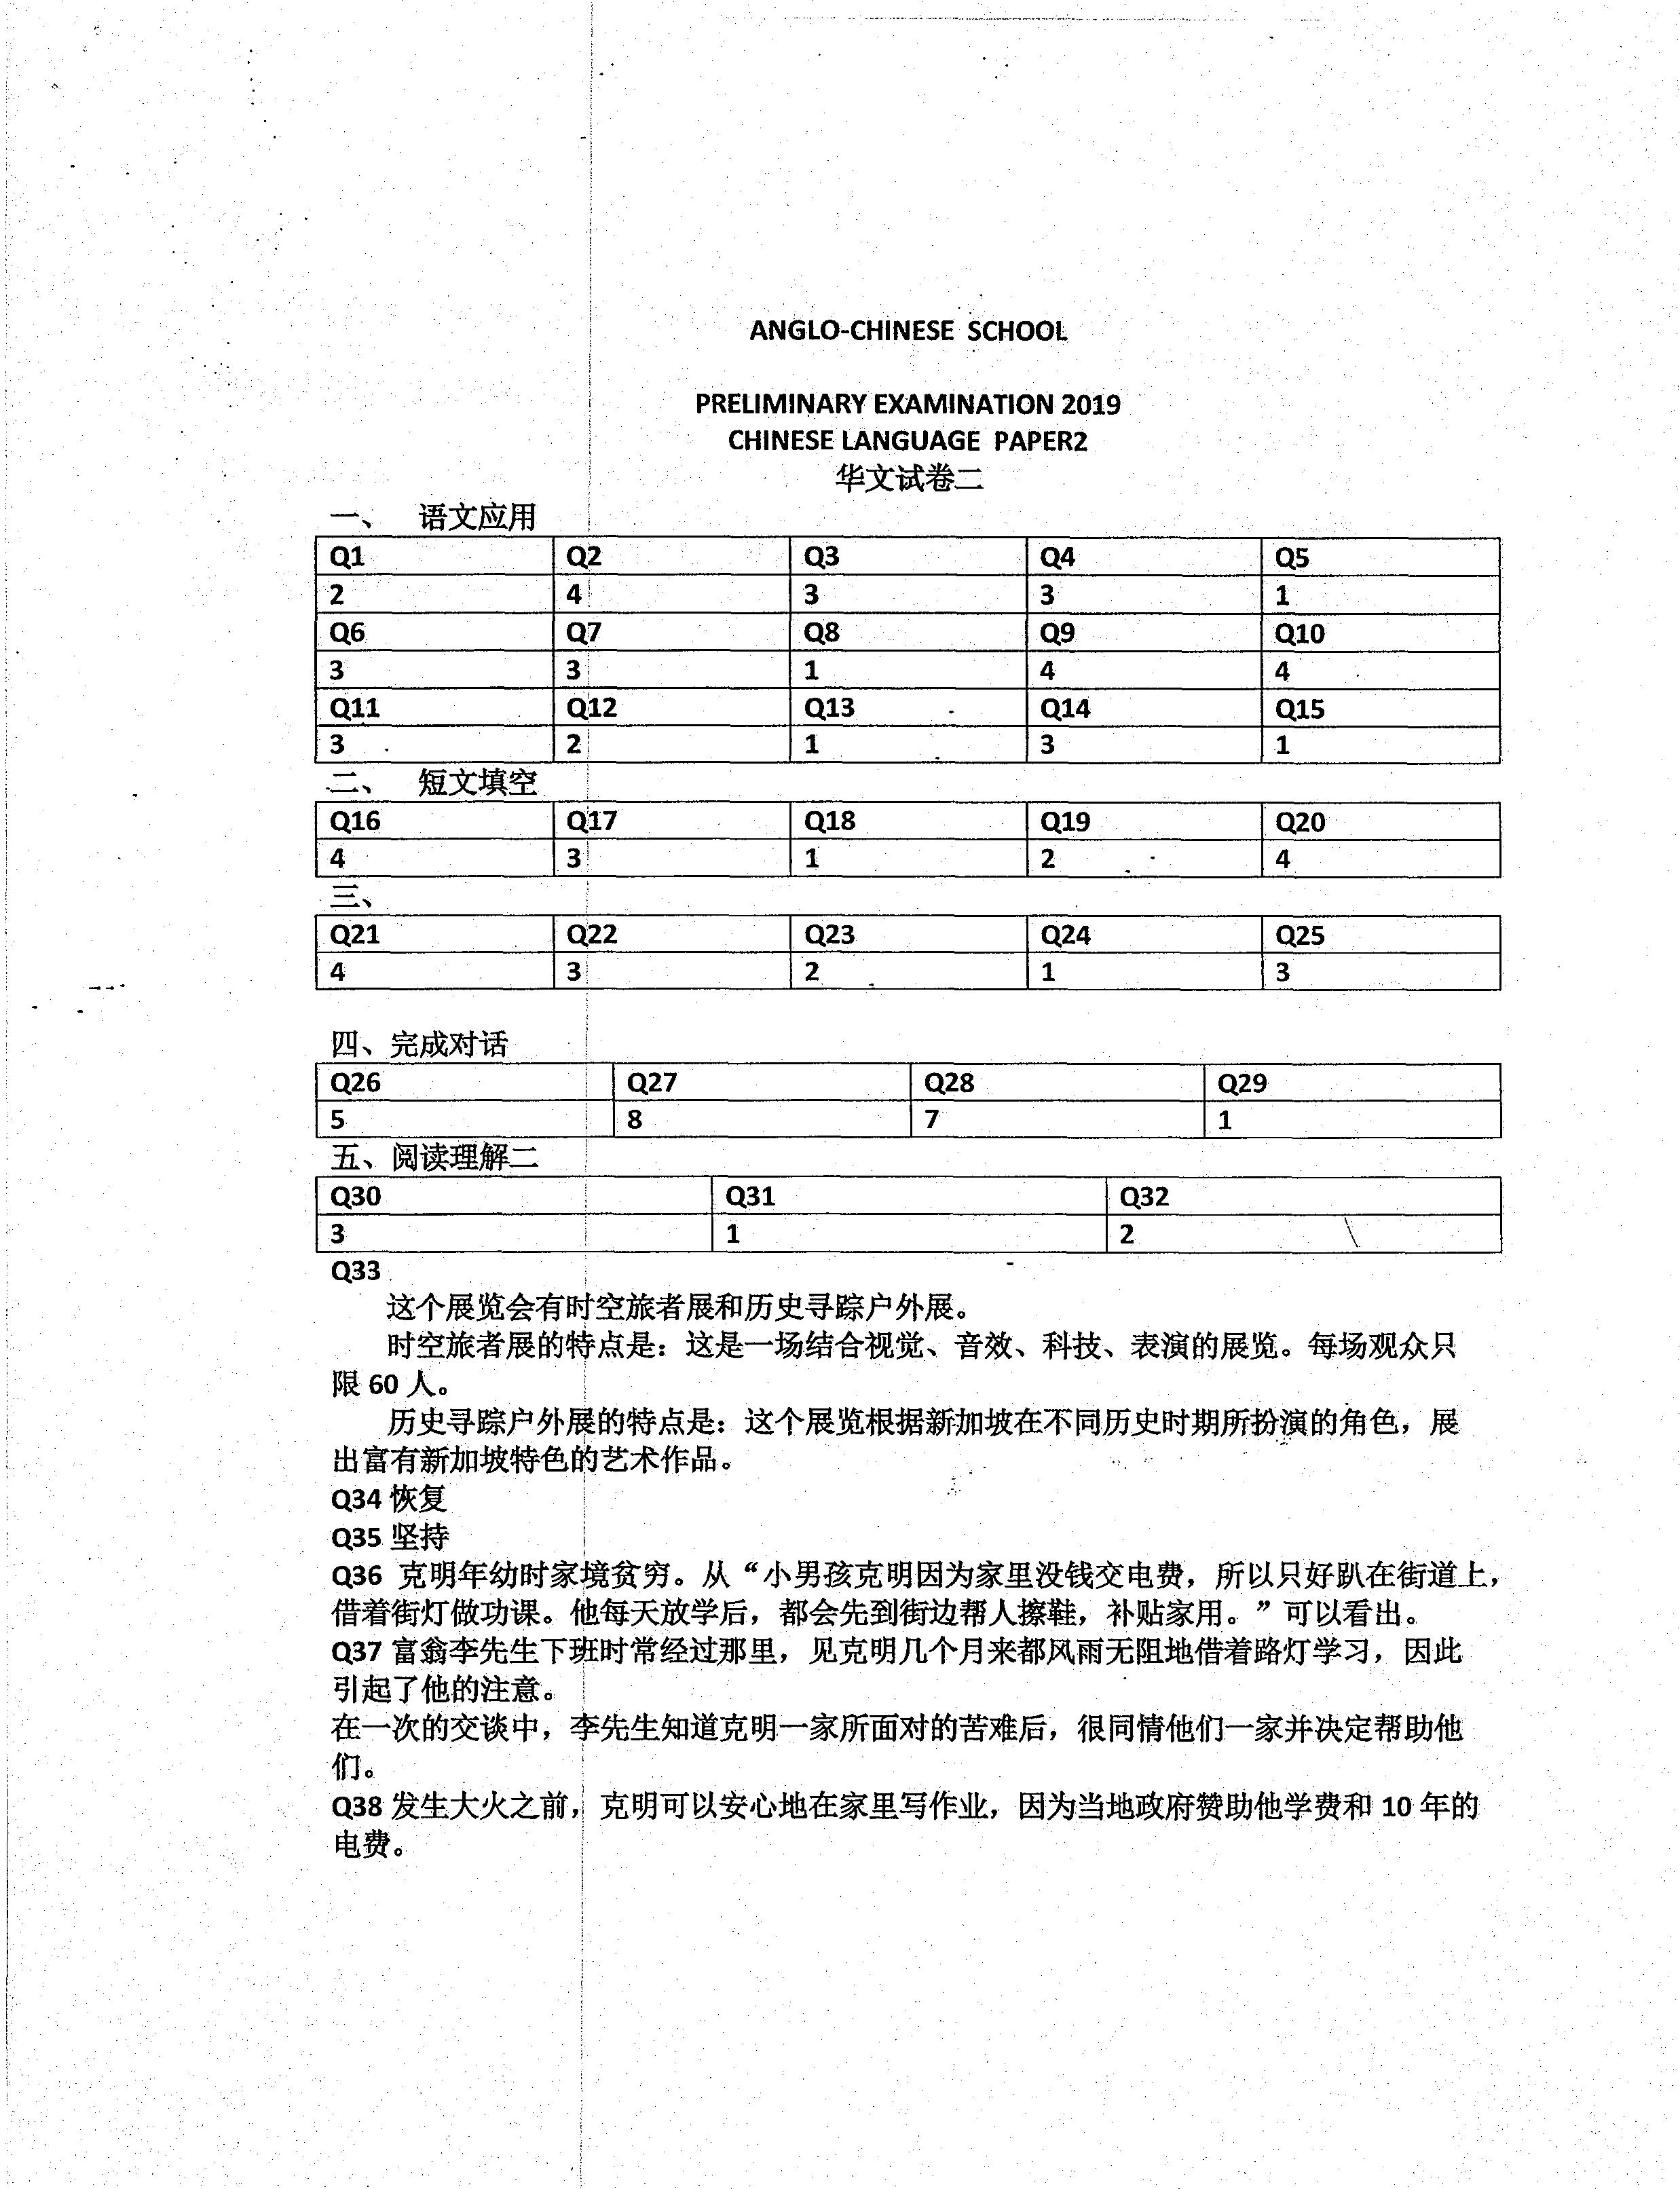 ANGLO-CHINESE SCHOOL
PRELIMINARY EXAMINATION 2019
CHINESE LANGUAGE PAPER2
华文试卷二
一、 语文应用
Q1 Q2 Q3 Q4 Q5
2 4 3 3 1
Q6 Q7 Q8 Q9 Q10
3 3 1 4 4
Q11 Q12 Q13 Q14 Q15
3 2 1 3 1
二、 短文填空
Q16 Q17 Q18 Q19 Q20
4 3 1 2 4
三、
Q21 Q22 Q23 Q24 Q25
4 3 2 1 3
四、完成对话
Q26 Q27 Q28 Q29
5 8 7 1
五、阅读理解二
Q30 Q31 Q32
3 1 2
Q33
这个展览会有时空旅者展和历史寻踪户外展。
时空旅者展的特点是：这是一场结合视觉、音效、科技、表演的展览。每场观众只
限 60 人。
历史寻踪户外展的特点是：这个展览根据新加坡在不同历史时期所扮演的角色，展
出富有新加坡特色的艺术作品。
Q34 恢复
Q35 坚持
Q36 克明年幼时家境贫穷。从“小男孩克明因为家里没钱交电费，所以只好趴在街道上，
借着街灯做功课。他每天放学后，都会先到街边帮人擦鞋，补贴家用。”可以看出。
Q37 富翁李先生下班时常经过那里，见克明几个月来都风雨无阻地借着路灯学习，因此
引起了他的注意。
在一次的交谈中，李先生知道克明一家所面对的苦难后，很同情他们一家并决定帮助他
们。
Q38 发生大火之前，克明可以安心地在家里写作业，因为当地政府赞助他学费和 10 年的
电费。